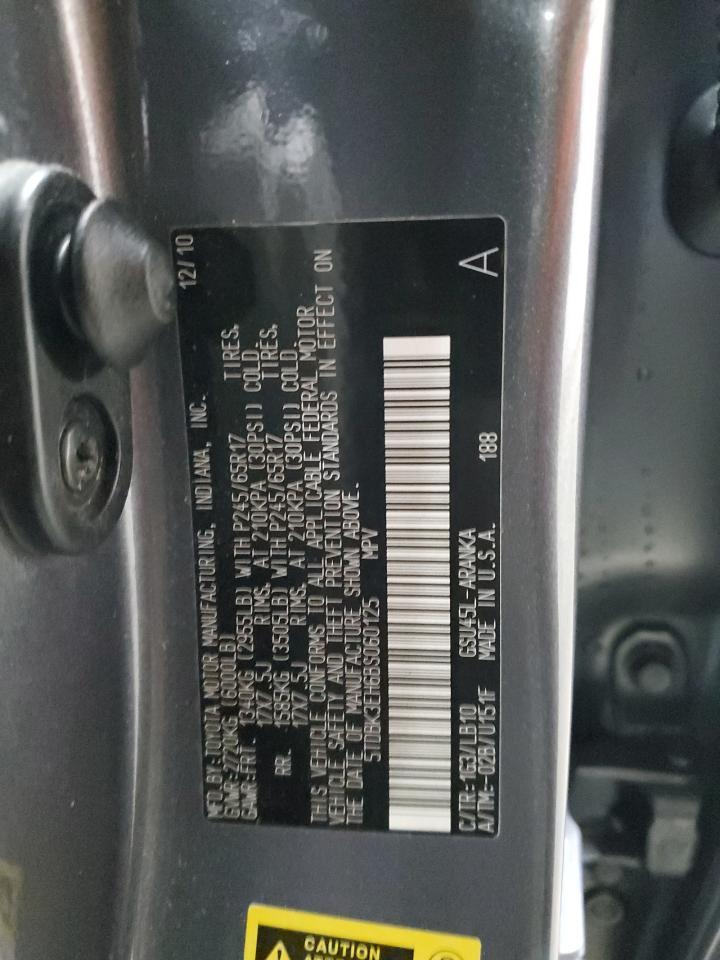 MFD.BY:TOYOTA MOTOR MANUFACTURING, INDIANA, INC. 12/10
GVWR 2720KG (6000LB)
GAWR FRT 1340KG (2955LB) WITH P245/65R17 TIRES,
17X7.5J RIMS, AT 210KPA (30PSI) COLD.
RR. 1585KG (3505LB) WITH P245/65R17 TIRES,
17X7.5J RIMS, AT 210KPA (30PSI) COLD.
THIS VEHICLE CONFORMS TO ALL APPLICABLE FEDERAL MOTOR
VEHICLE SAFETY AND THEFT PREVENTION STANDARDS IN EFFECT ON
THE DATE OF MANUFACTURE SHOWN ABOVE.
5TDBK3EH6BS060125 MPV
C/TR: 1G3/LB10 GSU45L-ARANKA
A/TM: -02B/U151F MADE IN U.S.A. 188 A
CAUTION